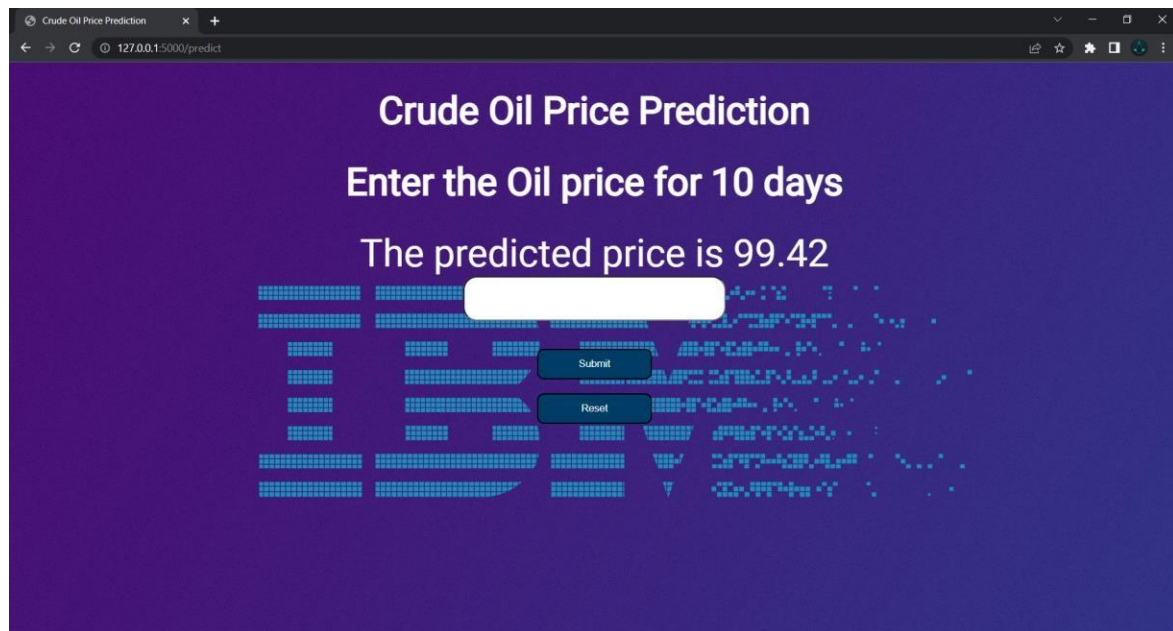 Crude Oil Price Prediction
127.0.0.1:5000/predict
Crude Oil Price Prediction
Enter the Oil price for 10 days
The predicted price is 99.42
IBM
Submit
Reset